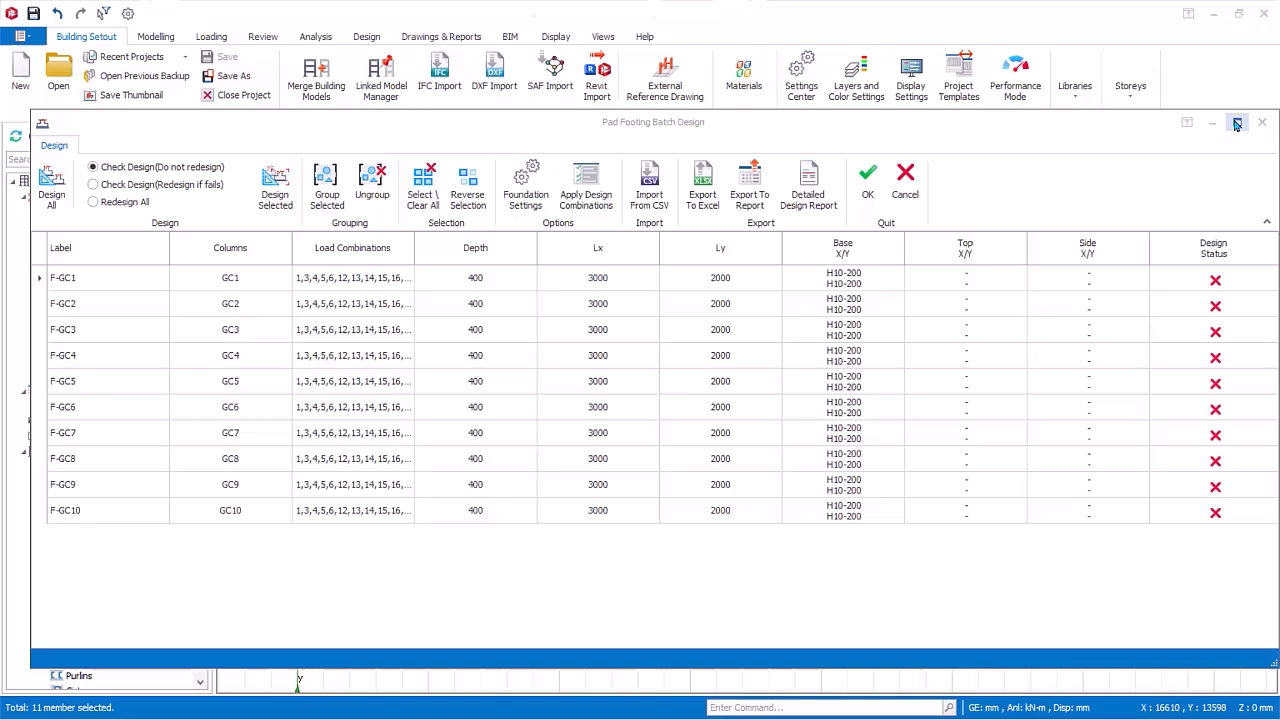 Building Setout Modelling Loading Review Analysis Design Drawings & Reports BIM Display Views Help
New
Open
Recent Projects
Open Previous Backup
Save Thumbnail
Save
Save As
Close Project
Merge Building
Models
Linked Model
Manager
IFC Import
DXF Import
SAF Import
Revit
Import
External
Reference Drawing
Materials
Settings
Center
Layers and
Color Settings
Display
Settings
Project
Templates
Performance
Mode
Libraries
Storeys
Pad Footing Batch Design
Design
Design
All
Check Design(Do not redesign)
Check Design(Redesign if fails)
Redesign All
Design
Selected
Design
Group
Selected
Ungroup
Grouping
Select \
Clear All
Reverse
Selection
Selection
Foundation
Settings
Apply Design
Combinations
Options
Import
From CSV
Import
Export
To Excel
Export To
Report
Detailed
Design Report
Export
OK
Cancel
Quit
Label Columns Load Combinations Depth Lx Ly Base X/Y Top X/Y Side X/Y Design Status
F-GC1 GC1 1,3,4,5,6,12,13,14,15,16,... 400 3000 2000 H10-200 - -
H10-200 - -
F-GC2 GC2 1,3,4,5,6,12,13,14,15,16,... 400 3000 2000 H10-200 - -
H10-200 - -
F-GC3 GC3 1,3,4,5,6,12,13,14,15,16,... 400 3000 2000 H10-200 - -
H10-200 - -
F-GC4 GC4 1,3,4,5,6,12,13,14,15,16,... 400 3000 2000 H10-200 - -
H10-200 - -
F-GC5 GC5 1,3,4,5,6,12,13,14,15,16,... 400 3000 2000 H10-200 - -
H10-200 - -
F-GC6 GC6 1,3,4,5,6,12,13,14,15,16,... 400 3000 2000 H10-200 - -
H10-200 - -
F-GC7 GC7 1,3,4,5,6,12,13,14,15,16,... 400 3000 2000 H10-200 - -
H10-200 - -
F-GC8 GC8 1,3,4,5,6,12,13,14,15,16,... 400 3000 2000 H10-200 - -
H10-200 - -
F-GC9 GC9 1,3,4,5,6,12,13,14,15,16,... 400 3000 2000 H10-200 - -
H10-200 - -
F-GC10 GC10 1,3,4,5,6,12,13,14,15,16,... 400 3000 2000 H10-200 - -
H10-200 - -
Purlins
y
Total: 11 member selected.
Enter Command...
GE: mm , Anl: kN-m , Disp: mm
X : 16610 , Y : 13598 Z : 0 mm